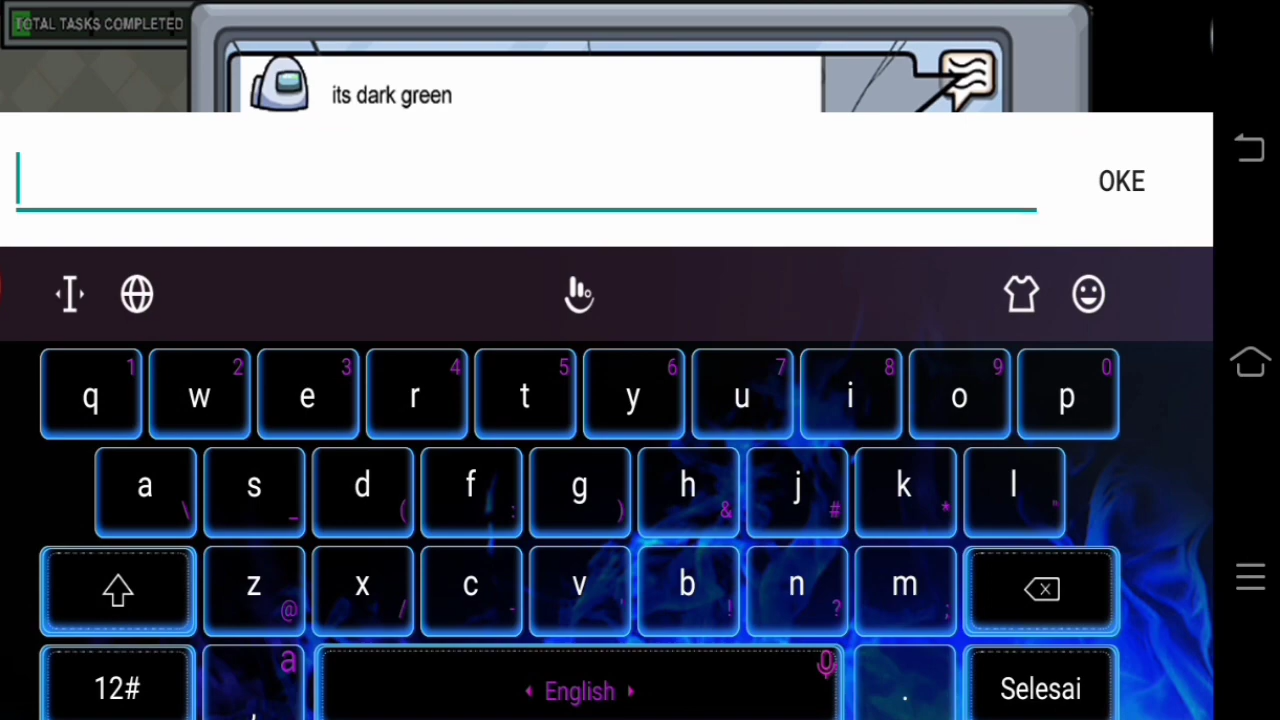 TOTAL TASKS COMPLETED
its dark green
OKE
1 2 3 4 5 6 7 8 9 0
q w e r t y u i o p
a s d f g h j k l
\ _ ( : ) & # * "
z x c v b n m
@ / - ' ! ? ;
12# a , English . Selesai